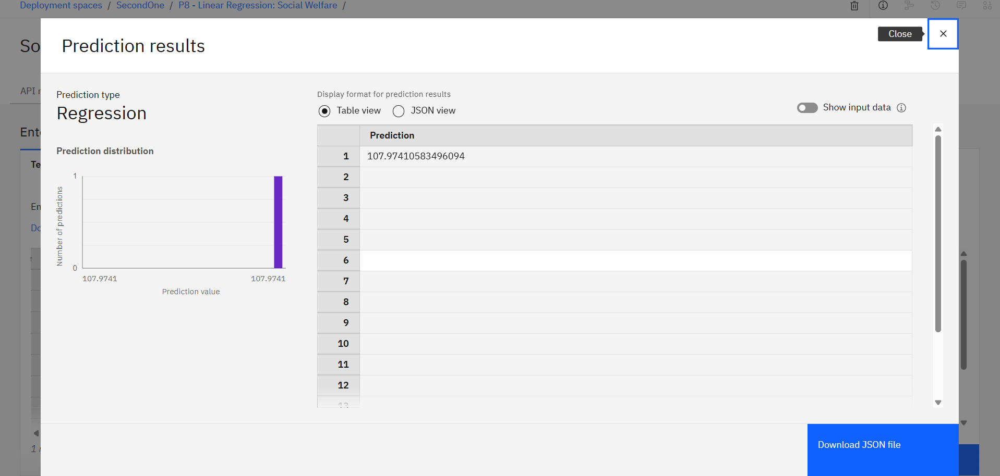 Deployment spaces / SecondOne / P8 - Linear Regression: Social Welfare /
So
Prediction results
Close
API
Prediction type
Regression
Display format for prediction results
Table view
JSON view
Show input data
Ente
Prediction distribution
Te
En
Do
Number of predictions
1
0
107.9741
107.9741
Prediction value
Prediction
1 107.97410583496094
2
3
4
5
6
7
8
9
10
11
12
13
1
Download JSON file